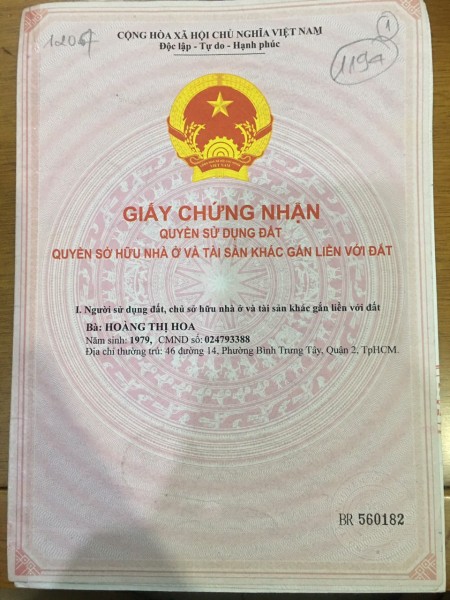 12067
1
1197
CỘNG HÒA XÃ HỘI CHỦ NGHĨA VIỆT NAM
Độc lập - Tự do - Hạnh phúc
GIẤY CHỨNG NHẬN
QUYỀN SỬ DỤNG ĐẤT
QUYỀN SỞ HỮU NHÀ Ở VÀ TÀI SẢN KHÁC GẮN LIỀN VỚI ĐẤT
I. Người sử dụng đất, chủ sở hữu nhà ở và tài sản khác gắn liền với đất
Bà: HOÀNG THỊ HOA
Năm sinh: 1979, CMND số: 024793388
Địa chỉ thường trú: 46 đường 14, Phường Bình Trưng Tây, Quận 2, TpHCM.
BR 560182